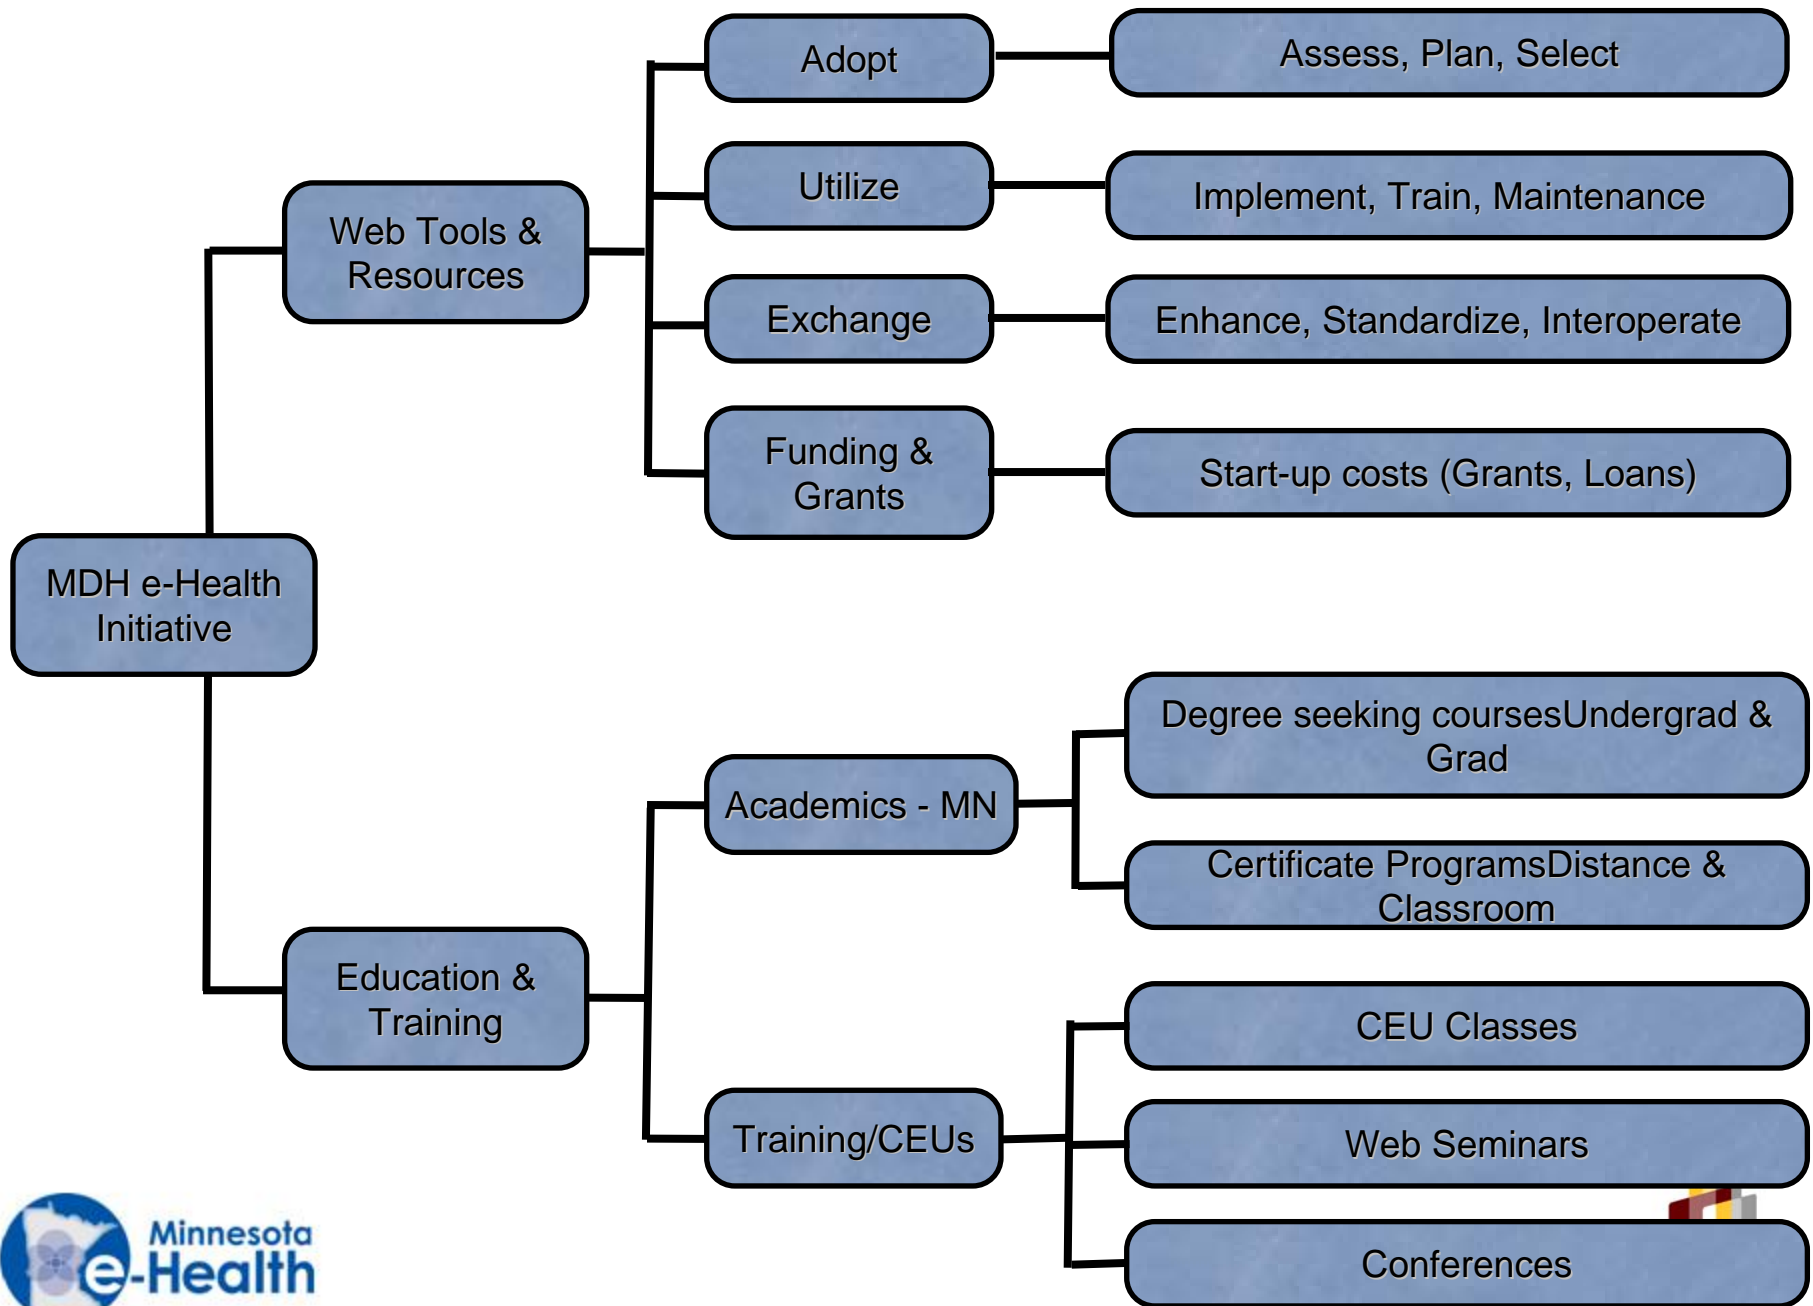 Adopt
Assess, Plan, Select
Utilize
Implement, Train, Maintenance
Web Tools &
Resources
Exchange
Enhance, Standardize, Interoperate
Funding &
Grants
Start-up costs (Grants, Loans)
MDH e-Health
Initiative
Degree seeking coursesUndergrad &
Grad
Academics - MN
Certificate ProgramsDistance &
Classroom
Education &
Training
CEU Classes
Training/CEUs
Web Seminars
Conferences
Minnesota
e-Health